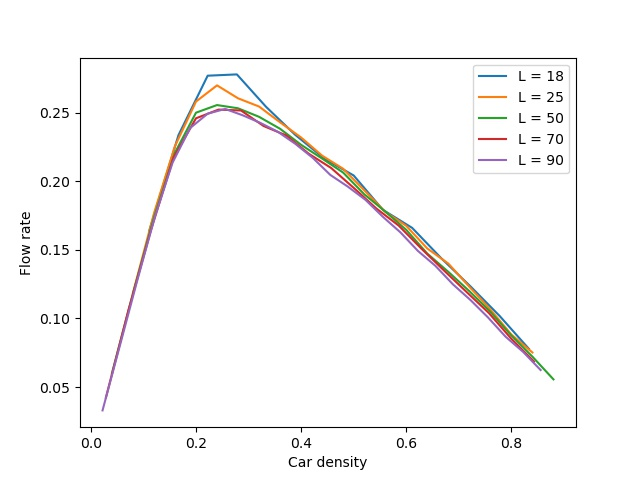 L = 18
L = 25
L = 50
L = 70
L = 90
Flow rate
0.25
0.20
0.15
0.10
0.05
0.0 0.2 0.4 0.6 0.8
Car density